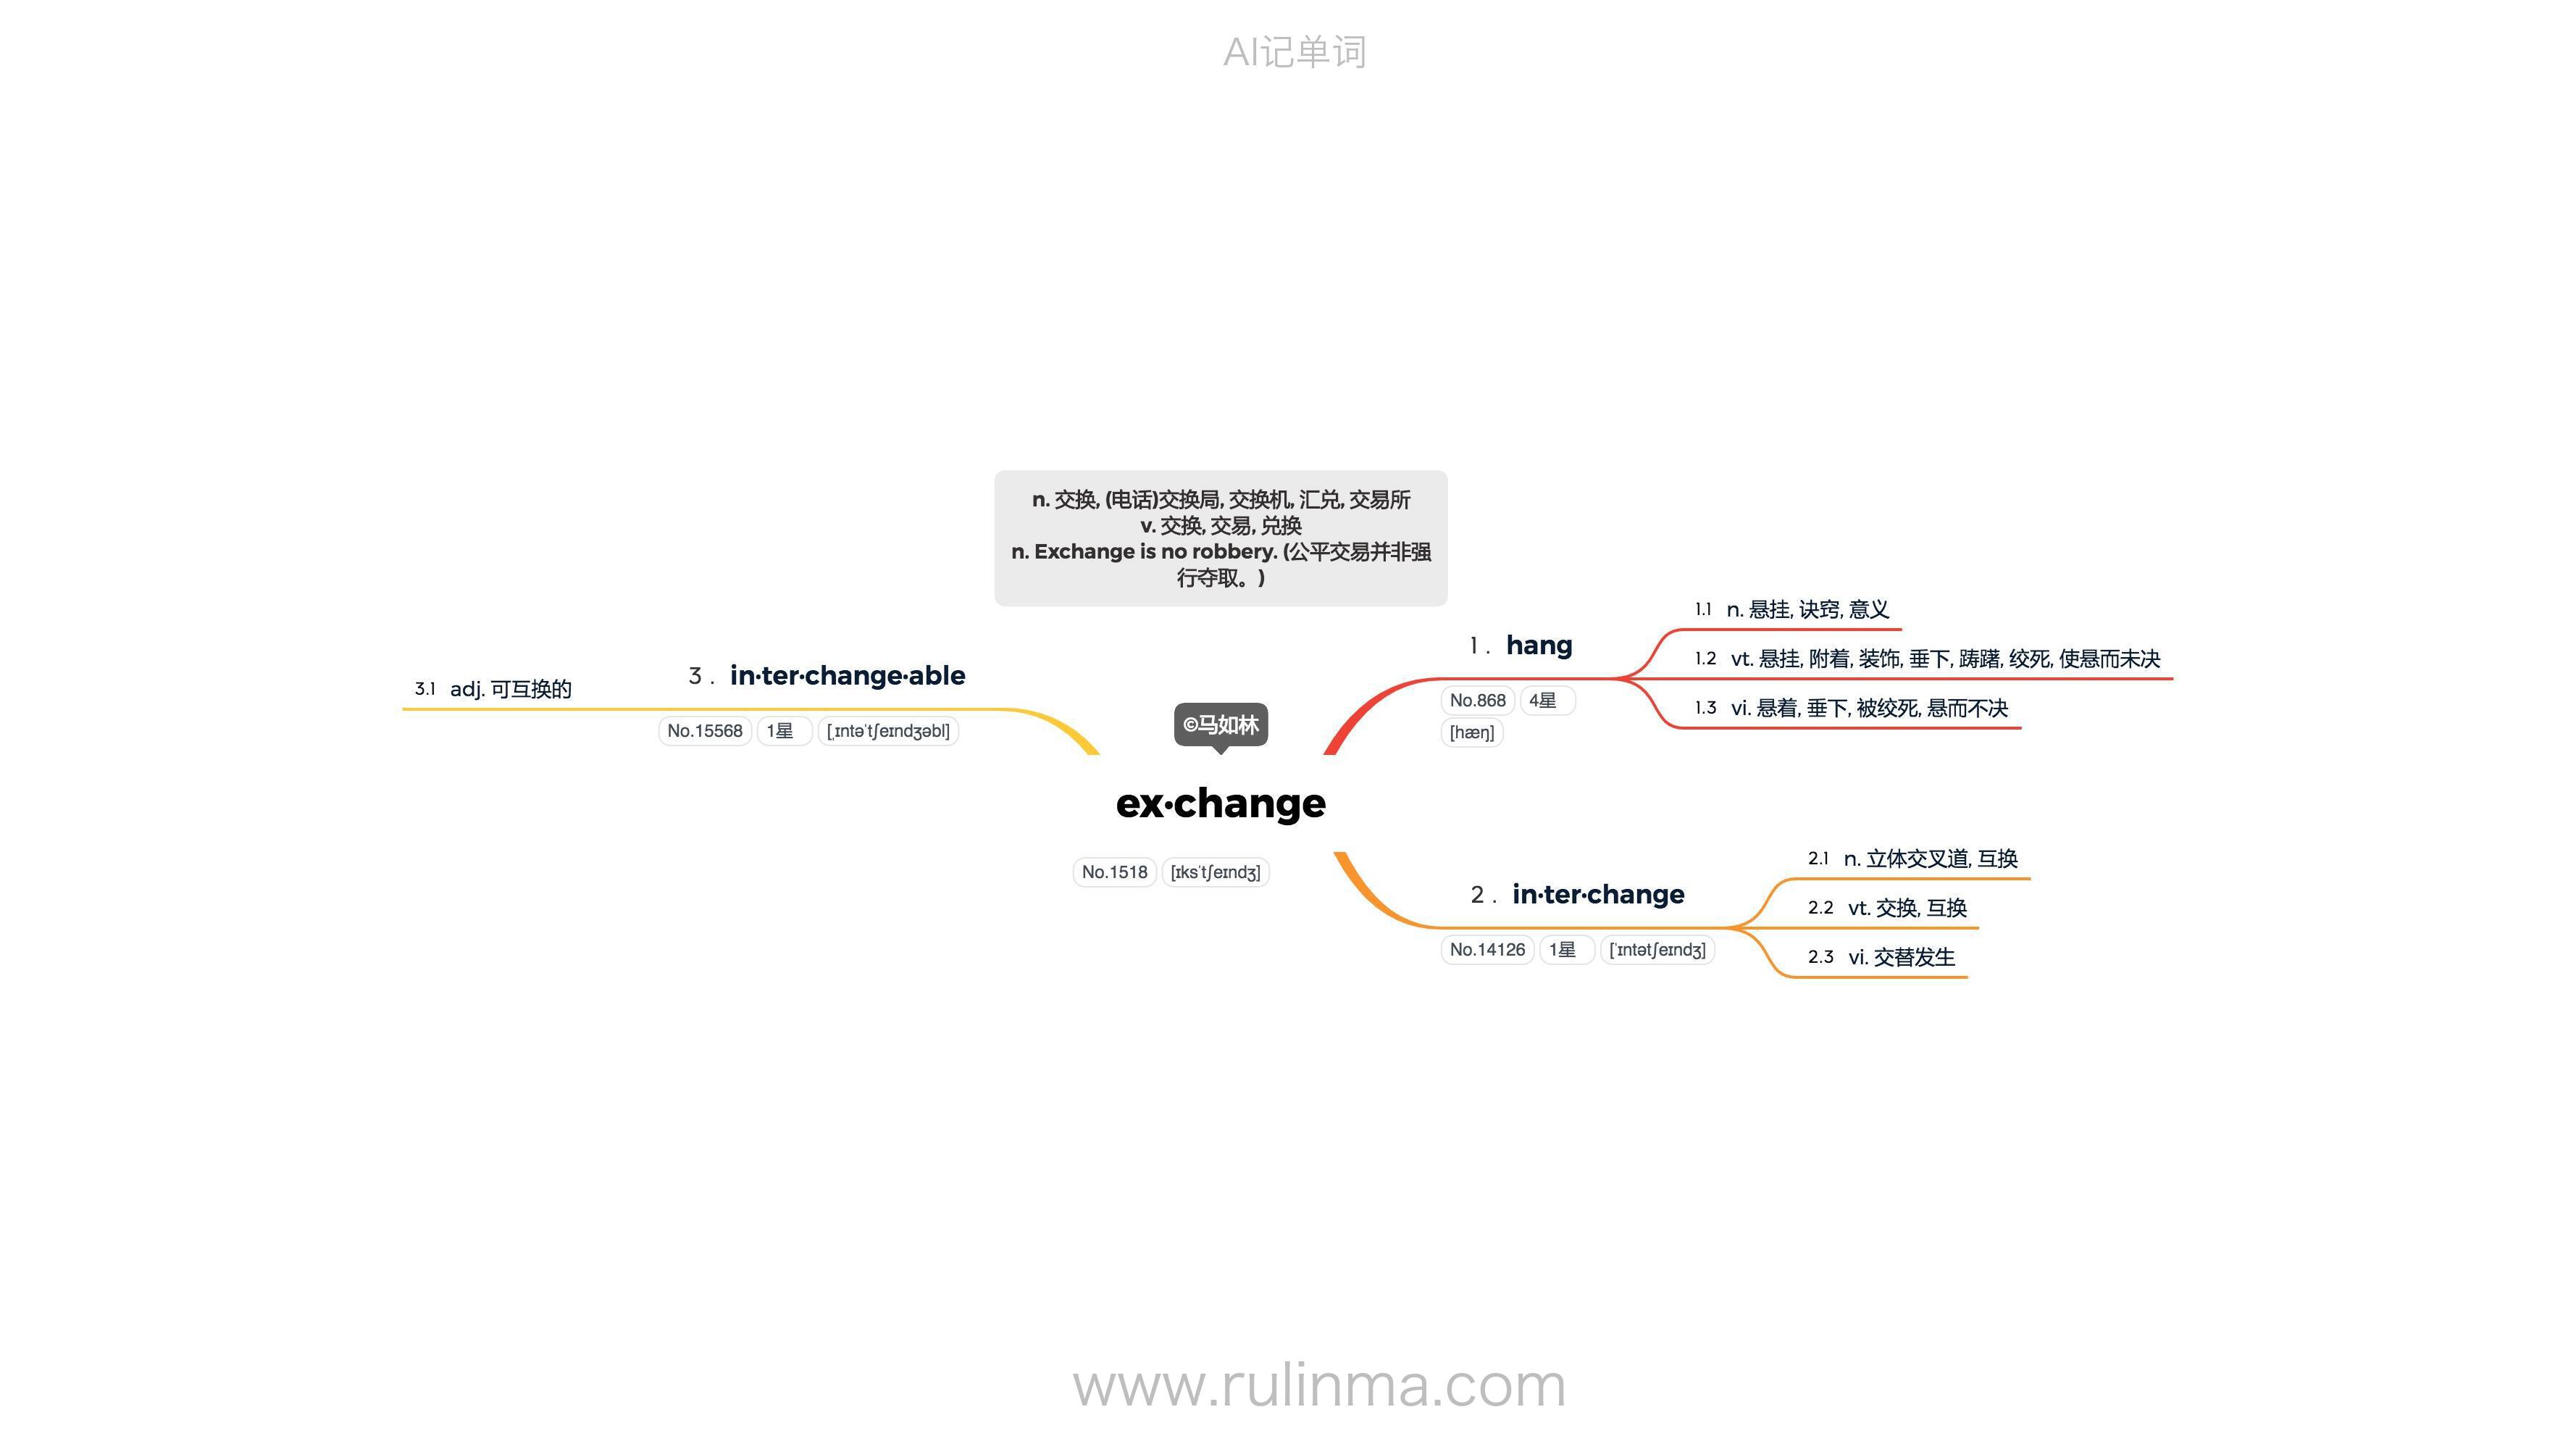 AI记单词
n. 交换, (电话)交换局, 交换机, 汇兑, 交易所
v. 交换, 交易, 兑换
n. Exchange is no robbery. (公平交易并非强
行夺取。)
©马如林
ex·change
No.1518 [ɪksˈtʃeɪndʒ]
1 . hang
No.868 4星
[hæŋ]
1.1 n. 悬挂, 诀窍, 意义
1.2 vt. 悬挂, 附着, 装饰, 垂下, 踌躇, 绞死, 使悬而未决
1.3 vi. 悬着, 垂下, 被绞死, 悬而不决
2 . in·ter·change
No.14126 1星 [ˈɪntətʃeɪndʒ]
2.1 n. 立体交叉道, 互换
2.2 vt. 交换, 互换
2.3 vi. 交替发生
3 . in·ter·change·able
No.15568 1星 [ˌɪntəˈtʃeɪndʒəbl]
3.1 adj. 可互换的
www.rulinma.com